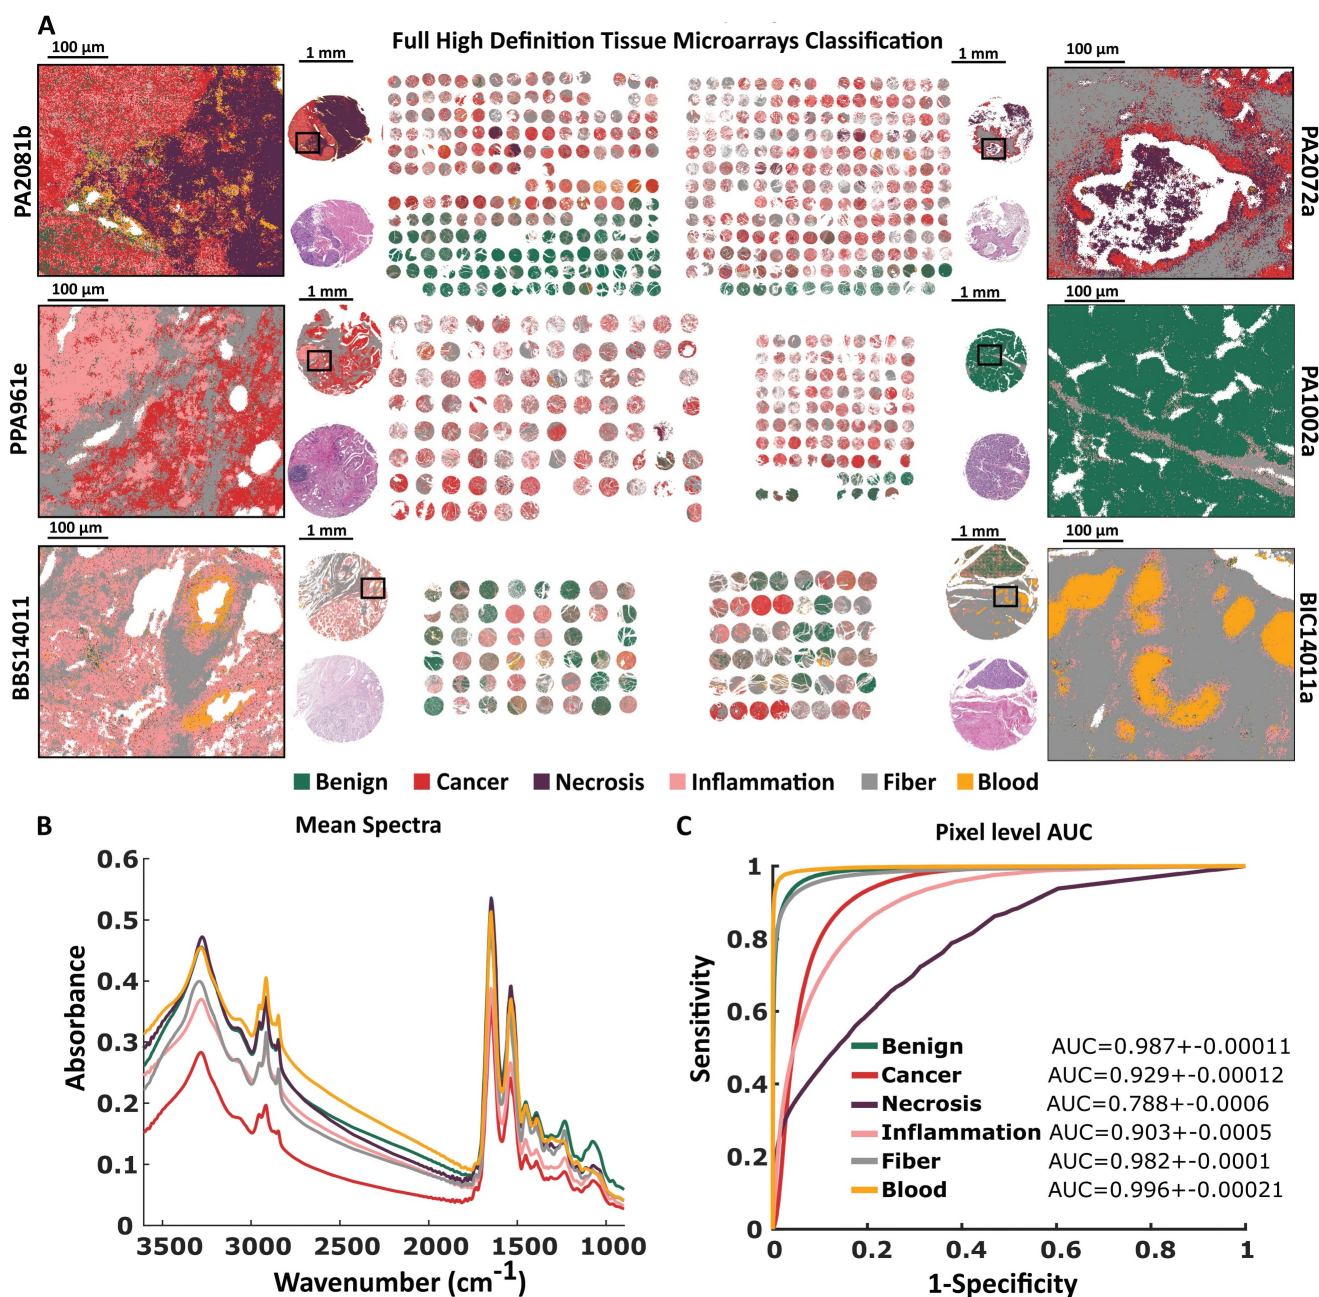 A
Full High Definition Tissue Microarrays Classification
100 µm
1 mm
1 mm
100 µm
PA2081b
PA2072a
100 µm
1 mm
1 mm
100 µm
PPA961e
PA1002a
100 µm
1 mm
1 mm
100 µm
BBS14011
BIC14011a
Benign Cancer Necrosis Inflammation Fiber Blood
B
Mean Spectra
0.6
0.5
0.4
0.3
0.2
0.1
0
Absorbance
3500 3000 2500 2000 1500 1000
Wavenumber (cm-1)
C
Pixel level AUC
1
0.8
0.6
0.4
0.2
0
Sensitivity
Benign AUC=0.987+-0.00011
Cancer AUC=0.929+-0.00012
Necrosis AUC=0.788+-0.0006
Inflammation AUC=0.903+-0.0005
Fiber AUC=0.982+-0.0001
Blood AUC=0.996+-0.00021
0 0.2 0.4 0.6 0.8 1
1-Specificity